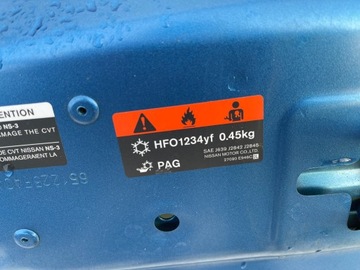 ENTION
NS-3
AMAGE THE CVT
DE CVT NISSAN NS-3
OMMAGERAIENT LA
HFO1234yf 0.45kg
PAG
SAE J639 J2842 J2845
NISSAN MOTOR CO., LTD.